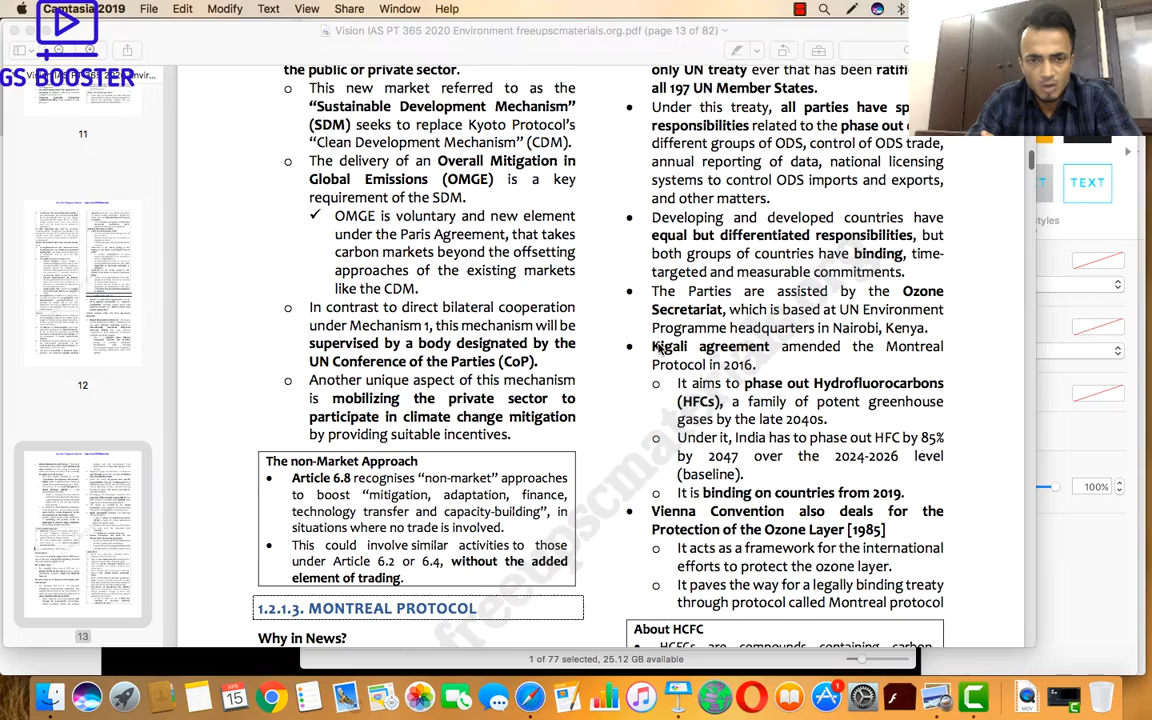 Camtasia 2019 File Edit Modify Text View Share Window Help
GS BOOSTER
Vision IAS PT 365 2020 Environment freeupscmaterials.org.pdf (page 13 of 82)
11
12
13
the public or private sector.
o This new market referred to as the
“Sustainable Development Mechanism”
(SDM) seeks to replace Kyoto Protocol’s
“Clean Development Mechanism” (CDM).
o The delivery of an Overall Mitigation in
Global Emissions (OMGE) is a key
requirement of the SDM.
✓ OMGE is voluntary and new element
under the Paris Agreement, that takes
carbon markets beyond the offsetting
approaches of the existing markets
like the CDM.
o In contrast to direct bilateral cooperation
under Mechanism 1, this mechanism will be
supervised by a body designated by the
UN Conference of the Parties (CoP).
o Another unique aspect of this mechanism
is mobilizing the private sector to
participate in climate change mitigation
by providing suitable incentives.
The non-Market Approach
• Article 6.8 recognises “non-market” approaches
to boost “mitigation, adaptation, finance,
technology transfer and capacity-building”, in
situations where no trade is involved.
• This could involve similar activities to those
under Article 6.2 or 6.4, without the added
element of trading.
1.2.1.3. MONTREAL PROTOCOL
Why in News?
only UN treaty ever that has been
all 197 UN Member States.
• Under this treaty, all parties have
responsibilities related to the phase out
different groups of ODS, control of ODS trade,
annual reporting of data, national licensing
systems to control ODS imports and exports,
and other matters.
• Developing and developed countries have
equal but differentiated responsibilities, but
both groups of countries have binding, time-
targeted and measurable commitments.
• The Parties are assisted by the Ozone
Secretariat, which is based at UN Environment
Programme headquarters in Nairobi, Kenya.
• Kigali agreement amended the Montreal
Protocol in 2016.
o It aims to phase out Hydrofluorocarbons
(HFCs), a family of potent greenhouse
gases by the late 2040s.
o Under it, India has to phase out HFC by 85%
by 2047 over the 2024-2026 level
(baseline).
o It is binding on countries from 2019.
• Vienna Convention also deals for the
Protection of the Ozone Layer [1985]
o It acts as a framework for the international
efforts to protect the ozone layer.
o It paves the way for a legally binding treaty
through protocol called Montreal protocol
About HCFC
• HCFCs are compounds containing carbon,
freeupscmaterials.org
TEXT
100%
1 of 77 selected, 25.12 GB available
APR
15